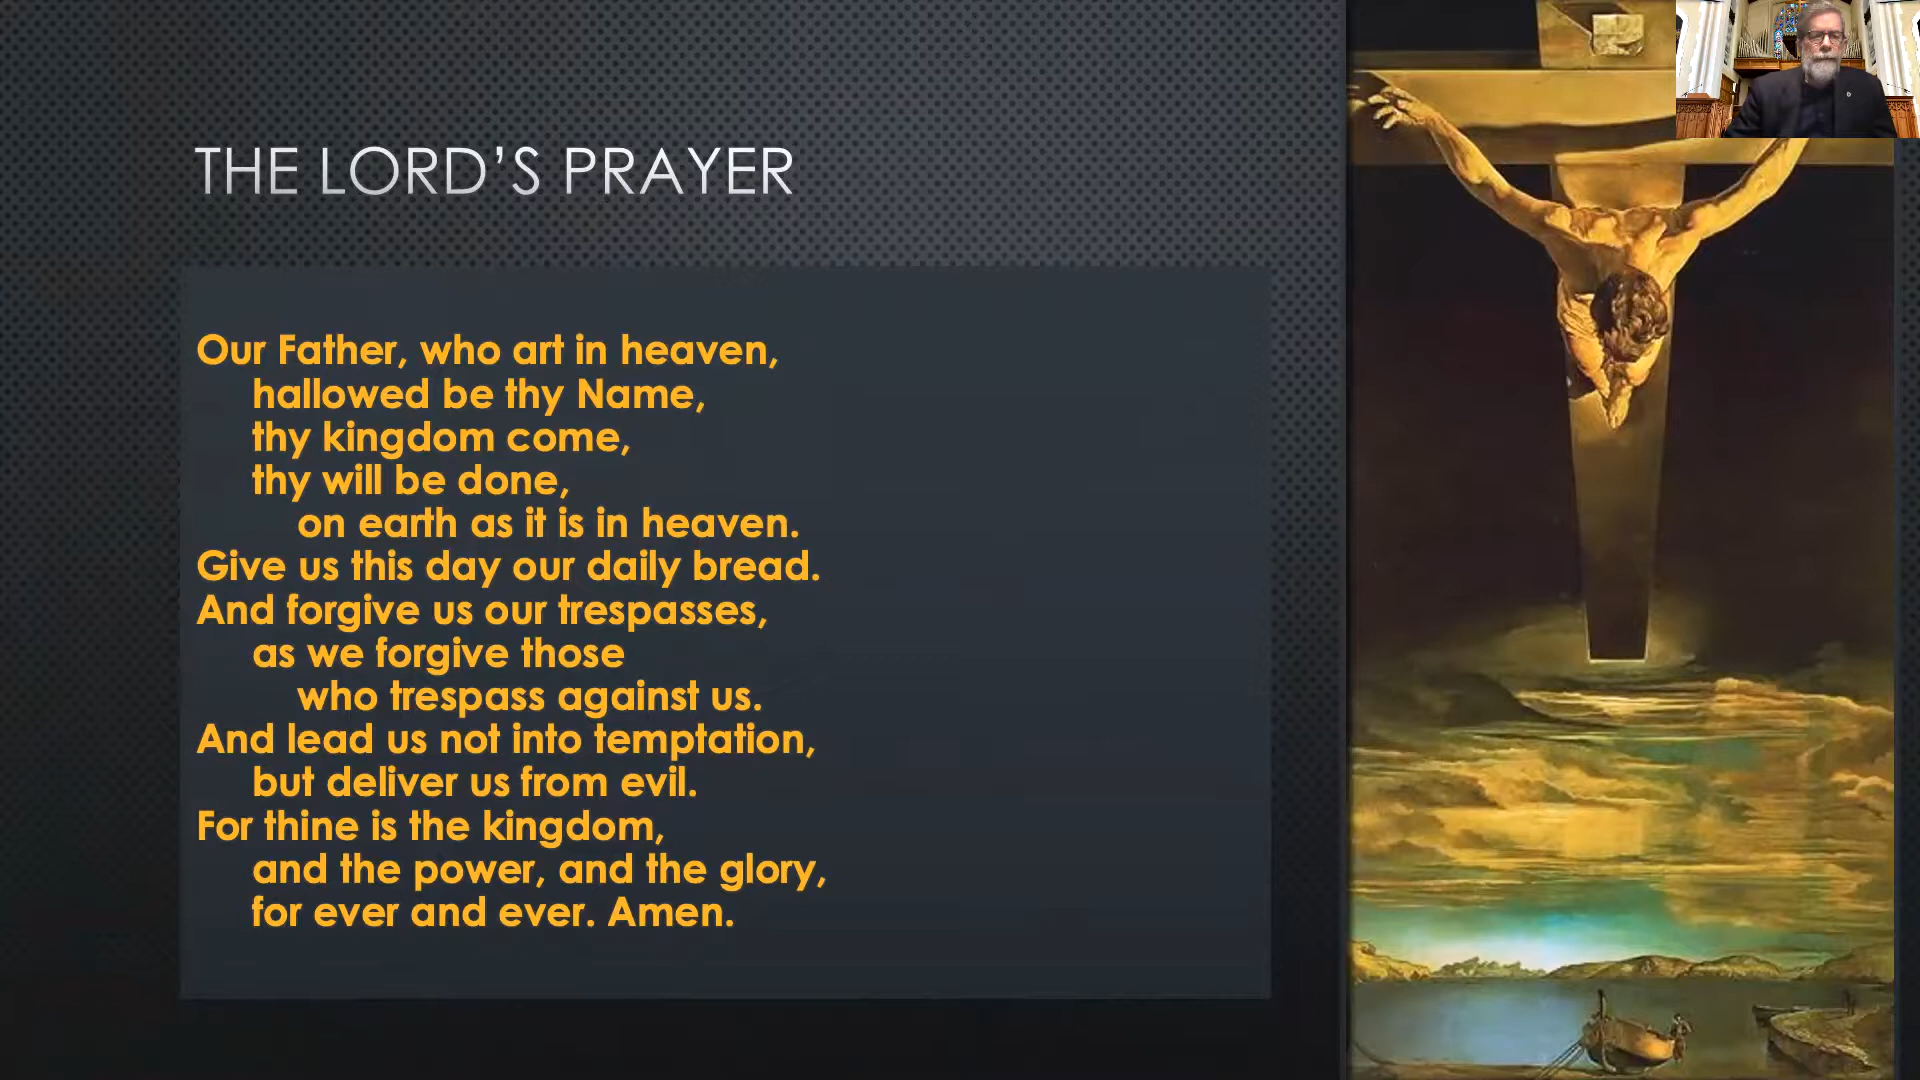 THE LORD’S PRAYER
Our Father, who art in heaven,
hallowed be thy Name,
thy kingdom come,
thy will be done,
on earth as it is in heaven.
Give us this day our daily bread.
And forgive us our trespasses,
as we forgive those
who trespass against us.
And lead us not into temptation,
but deliver us from evil.
For thine is the kingdom,
and the power, and the glory,
for ever and ever. Amen.